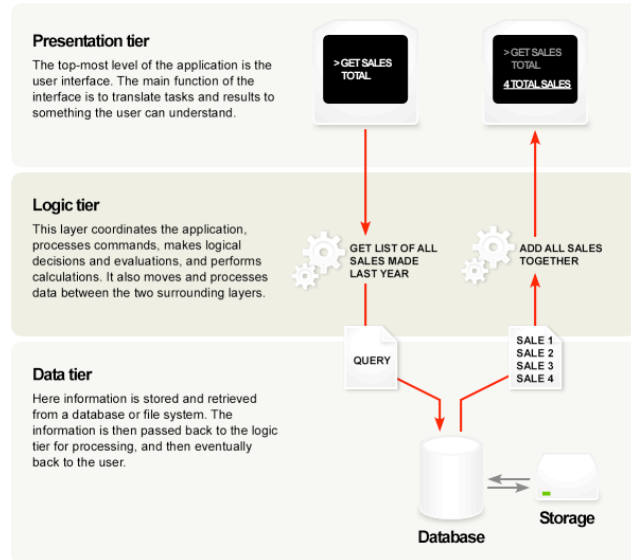 Presentation tier
The top-most level of the application is the
user interface. The main function of the
interface is to translate tasks and results to
something the user can understand.
> GET SALES
TOTAL
> GET SALES
TOTAL
4 TOTAL SALES
Logic tier
This layer coordinates the application,
processes commands, makes logical
decisions and evaluations, and performs
calculations. It also moves and processes
data between the two surrounding layers.
GET LIST OF ALL
SALES MADE
LAST YEAR
ADD ALL SALES
TOGETHER
QUERY
SALE 1
SALE 2
SALE 3
SALE 4
Data tier
Here information is stored and retrieved
from a database or file system. The
information is then passed back to the logic
tier for processing, and then eventually
back to the user.
Database
Storage